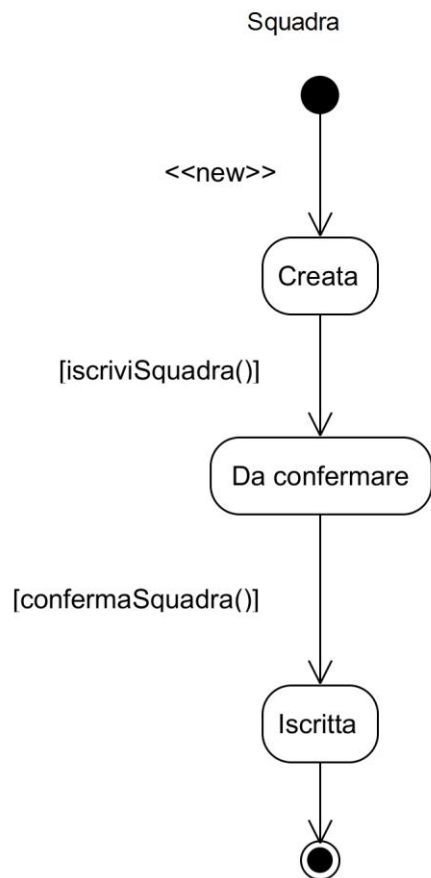 Squadra
<<new>>
Creata
[iscriviSquadra()]
Da confermare
[confermaSquadra()]
Iscritta